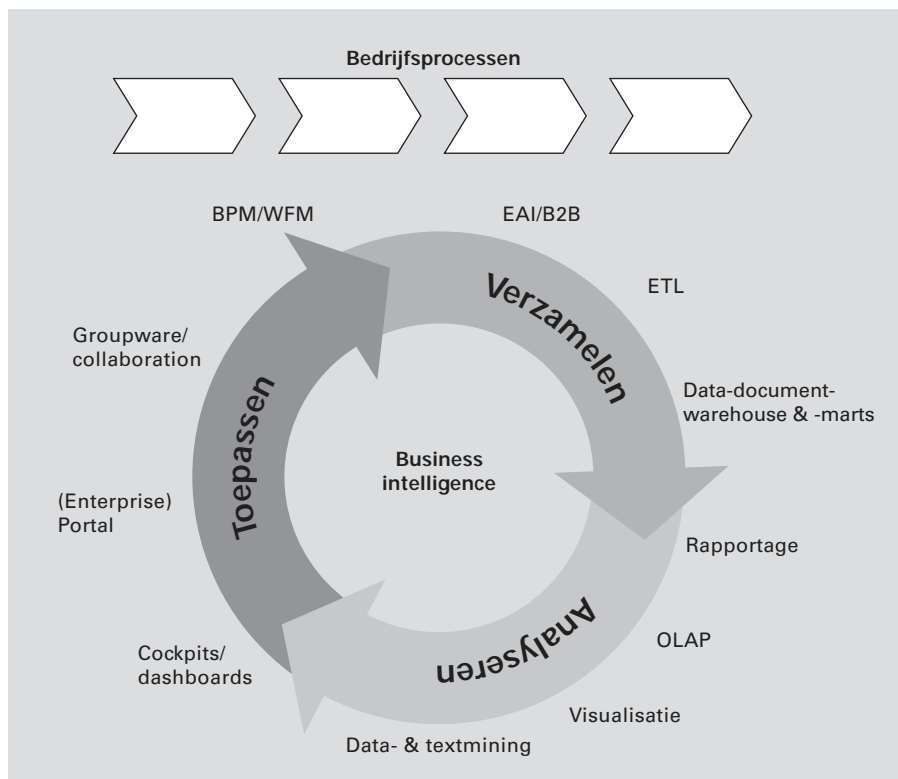 Bedrijfsprocessen
BPM/WFM
EAI/B2B
Verzamelen
ETL
Groupware/
collaboration
Data-document-
warehouse & -marts
Toepassen
Business
intelligence
(Enterprise)
Portal
Rapportage
Analyseren
OLAP
Cockpits/
dashboards
Visualisatie
Data- & textmining